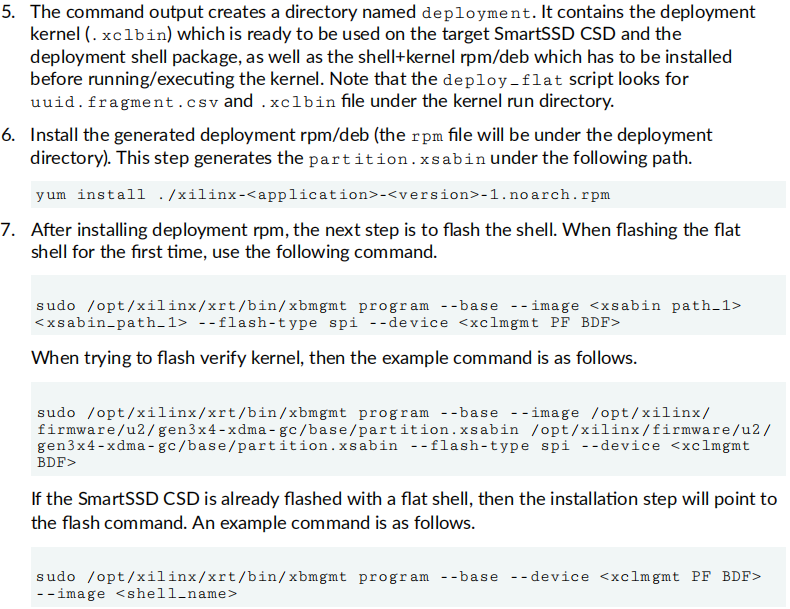 5. The command output creates a directory named deployment. It contains the deployment
kernel (.xclbin) which is ready to be used on the target SmartSSD CSD and the
deployment shell package, as well as the shell+kernel rpm/deb which has to be installed
before running/executing the kernel. Note that the deploy_flat script looks for
uuid.fragment.csv and .xclbin file under the kernel run directory.
6. Install the generated deployment rpm/deb (the rpm file will be under the deployment
directory). This step generates the partition.xsabin under the following path.
yum install ./xilinx-<application>-<version>-1.noarch.rpm
7. After installing deployment rpm, the next step is to flash the shell. When flashing the flat
shell for the first time, use the following command.
sudo /opt/xilinx/xrt/bin/xbmgmt program --base --image <xsabin path_1>
<xsabin_path_1> --flash-type spi --device <xclmgmt PF BDF>
When trying to flash verify kernel, then the example command is as follows.
sudo /opt/xilinx/xrt/bin/xbmgmt program --base --image /opt/xilinx/
firmware/u2/gen3x4-xdma-gc/base/partition.xsabin /opt/xilinx/firmware/u2/
gen3x4-xdma-gc/base/partition.xsabin --flash-type spi --device <xclmgmt
BDF>
If the SmartSSD CSD is already flashed with a flat shell, then the installation step will point to
the flash command. An example command is as follows.
sudo /opt/xilinx/xrt/bin/xbmgmt program --base --device <xclmgmt PF BDF>
--image <shell_name>